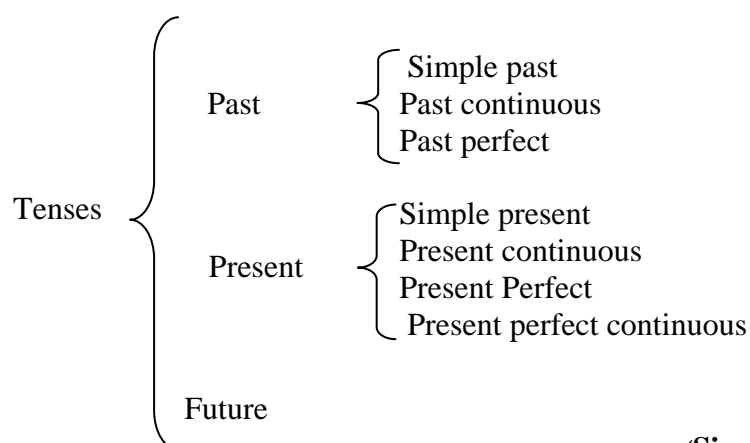 Simple past
Past
Past continuous
Past perfect
Tenses
Simple present
Present continuous
Present
Present Perfect
Present perfect continuous
Future